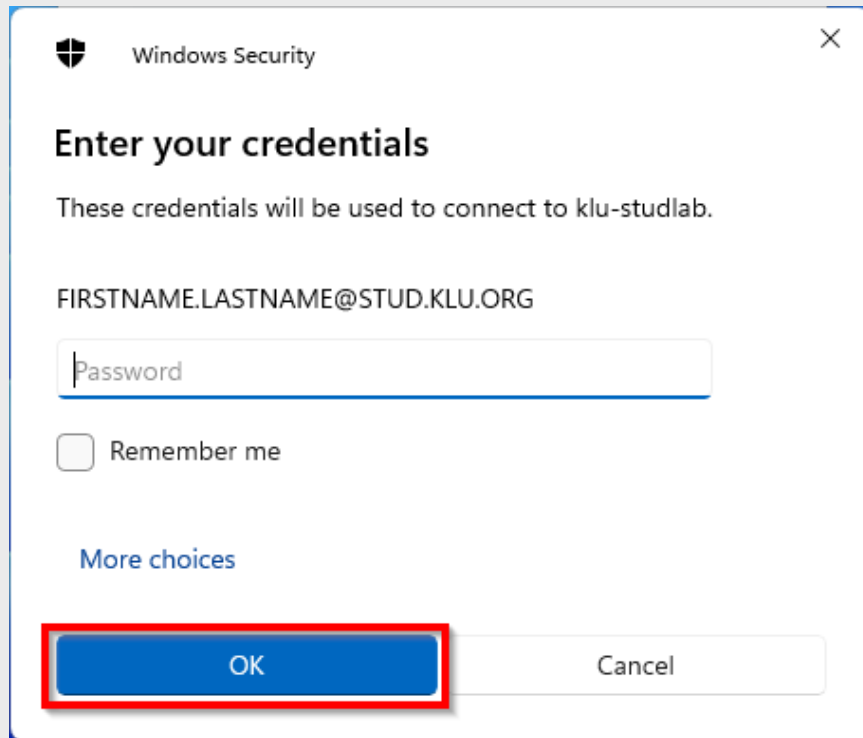 Windows Security
Enter your credentials
These credentials will be used to connect to klu-studlab.
FIRSTNAME.LASTNAME@STUD.KLU.ORG
Password
Remember me
More choices
OK
Cancel